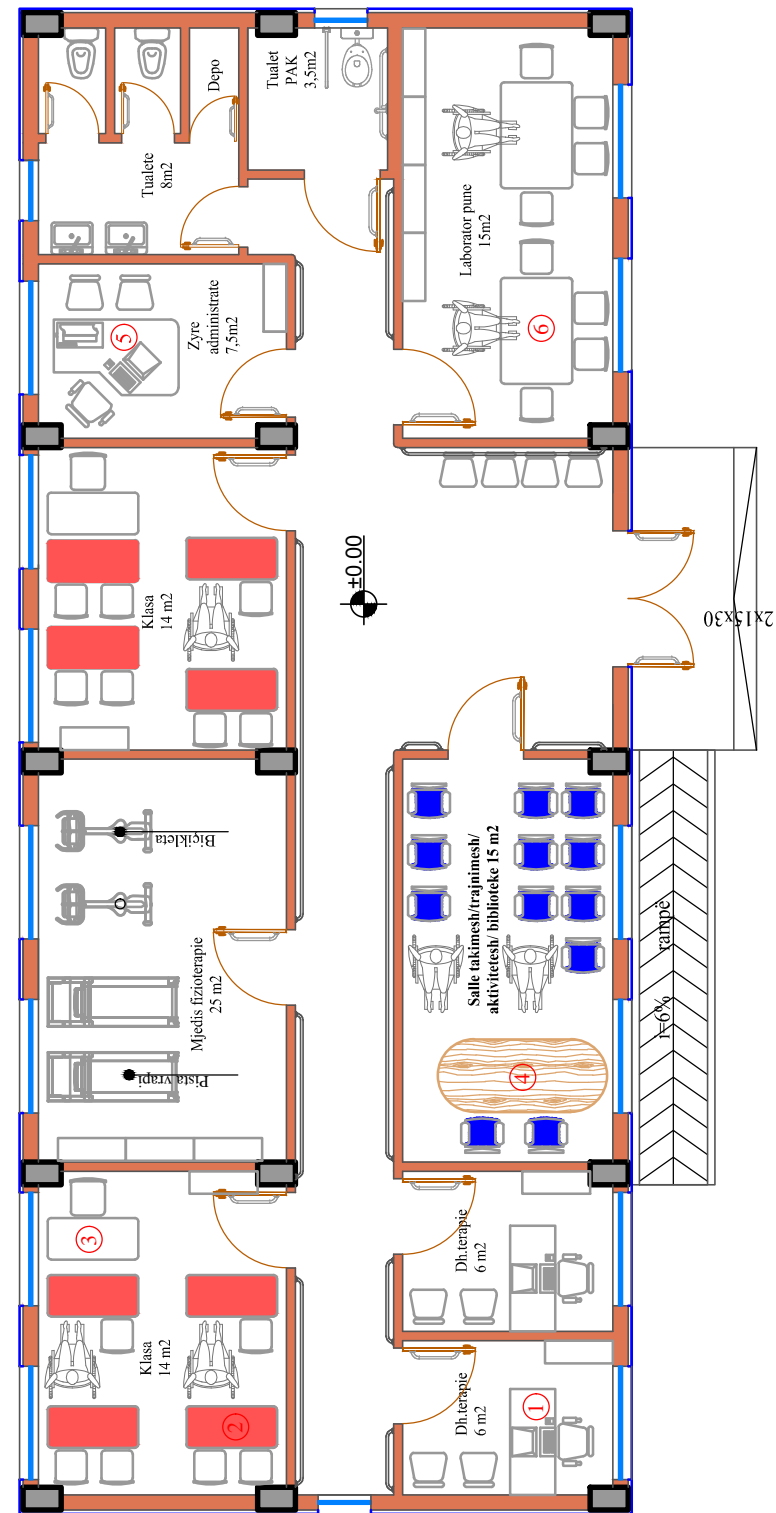 Depo
Tualet
PAK
3,5m2
Tualete
8m2
Laborator pune
15m2
Zyre
administrate
7,5m2
5
6
Klasa
14 m2
±0.00
2x15x30
Biçikleta
Mjedis fizioterapie
25 m2
Pista vrapi
Salle takimesh/trajnimesh/
aktivitetesh/ biblioteke 15 m2
4
rampë
i=6%
3
Klasa
14 m2
2
Dh.terapie
6 m2
Dh.terapie
6 m2
1